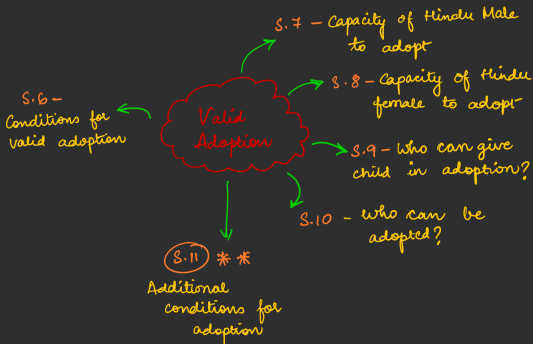 S.7 - Capacity of Hindu Male
to adopt
S.8 - Capacity of Hindu
female to adopt
S.6 -
Conditions for
valid adoption
Valid
Adoption
S.9 - Who can give
child in adoption?
S.10 - who can be
adopted?
S.11 * *
Additional
conditions for
adoption